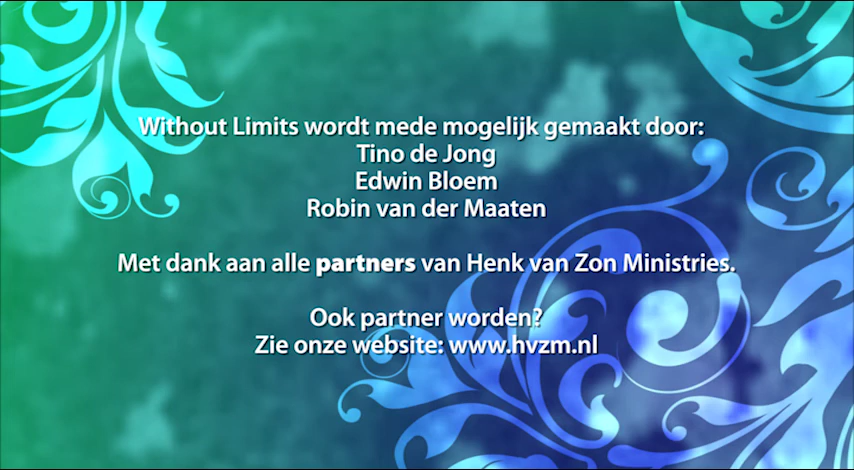 Without Limits wordt mede mogelijk gemaakt door:
Tino de Jong
Edwin Bloem
Robin van der Maaten
Met dank aan alle partners van Henk van Zon Ministries.
Ook partner worden?
Zie onze website: www.hvzm.nl